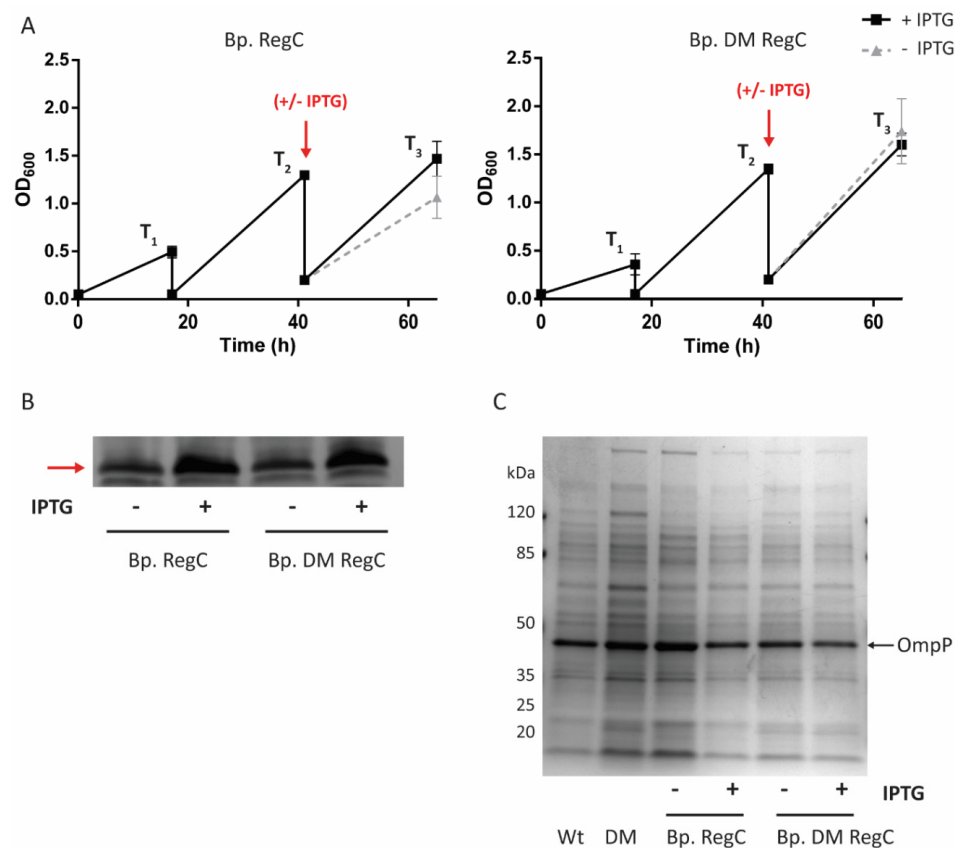 A
Bp. RegC
Bp. DM RegC
+ IPTG
- IPTG
2.5
2.0
1.5
1.0
0.5
0.0
OD600
T1
T2
(+/- IPTG)
T3
0 20 40 60
Time (h)
2.5
2.0
1.5
1.0
0.5
0.0
OD600
T1
T2
(+/- IPTG)
T3
0 20 40 60
Time (h)
B
IPTG - + - +
Bp. RegC Bp. DM RegC
C
kDa
120
85
50
35
25
20
OmpP
- + - + IPTG
Wt DM Bp. RegC Bp. DM RegC